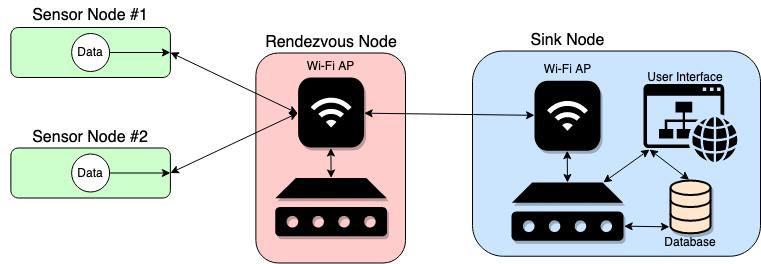 Sensor Node #1
Data
Sensor Node #2
Data
Rendezvous Node
Wi-Fi AP
Sink Node
Wi-Fi AP
User Interface
Database